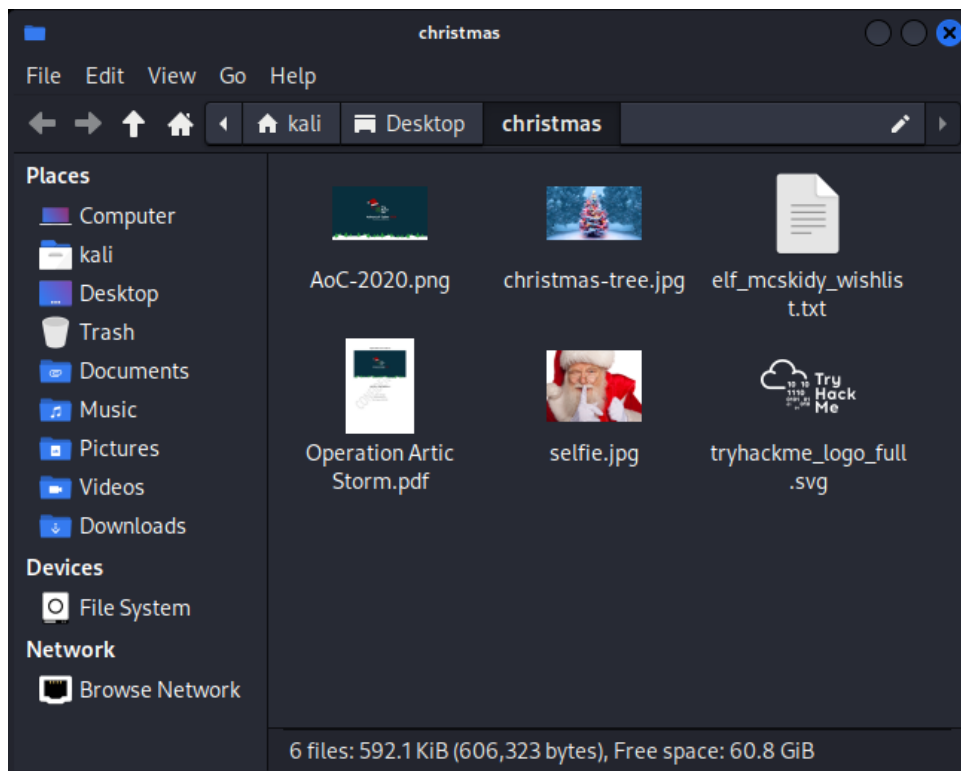 christmas
File Edit View Go Help
kali Desktop christmas
Places
Computer
kali
Desktop
Trash
Documents
Music
Pictures
Videos
Downloads
Devices
File System
Network
Browse Network
AoC-2020.png
christmas-tree.jpg
elf_mcskidy_wishlis
t.txt
Operation Artic
Storm.pdf
selfie.jpg
Try
Hack
Me
tryhackme_logo_full
.svg
6 files: 592.1 KiB (606,323 bytes), Free space: 60.8 GiB